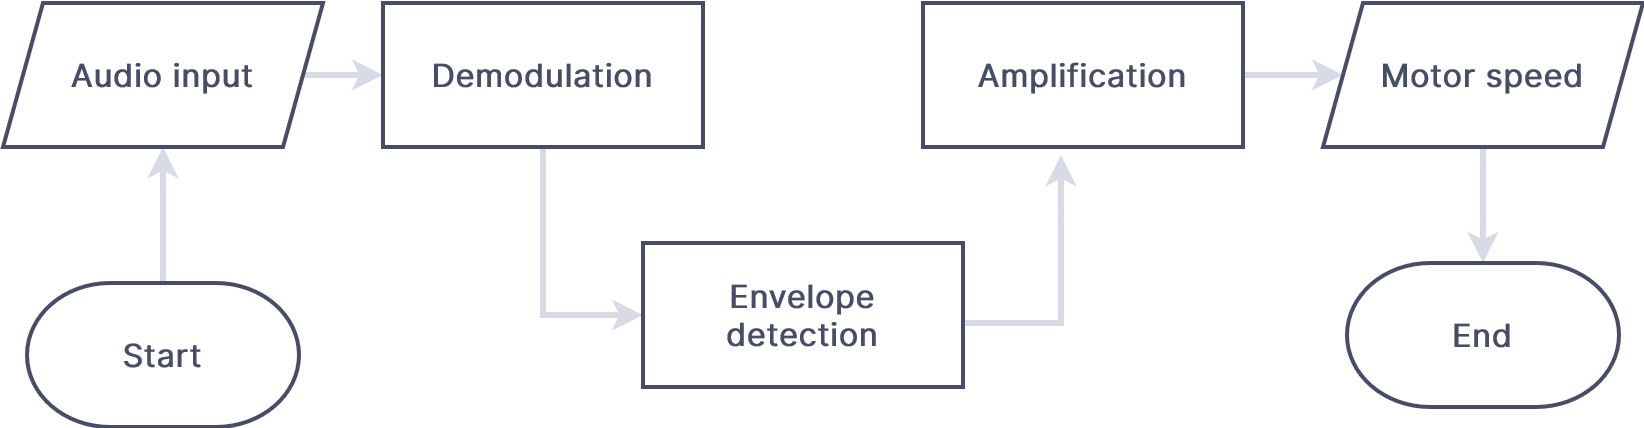 Start
Audio input
Demodulation
Envelope
detection
Amplification
Motor speed
End